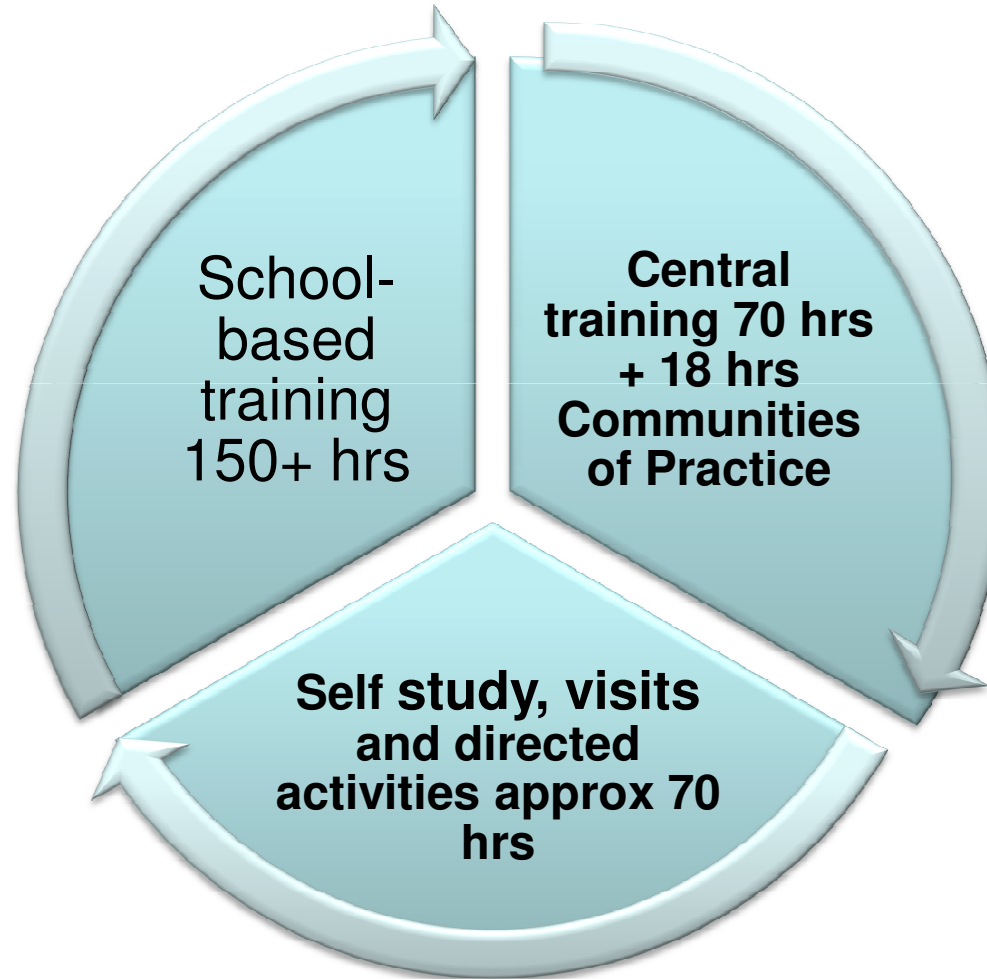 School-
based
training
150+ hrs
Central
training 70 hrs
+ 18 hrs
Communities
of Practice
Self study, visits
and directed
activities approx 70
hrs